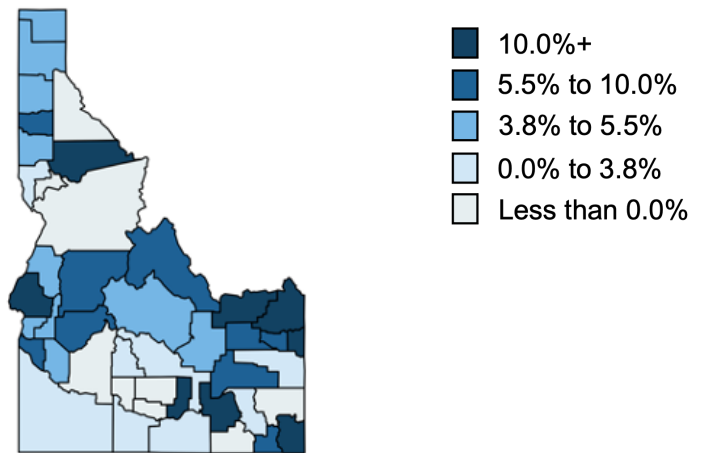 10.0%+
5.5% to 10.0%
3.8% to 5.5%
0.0% to 3.8%
Less than 0.0%